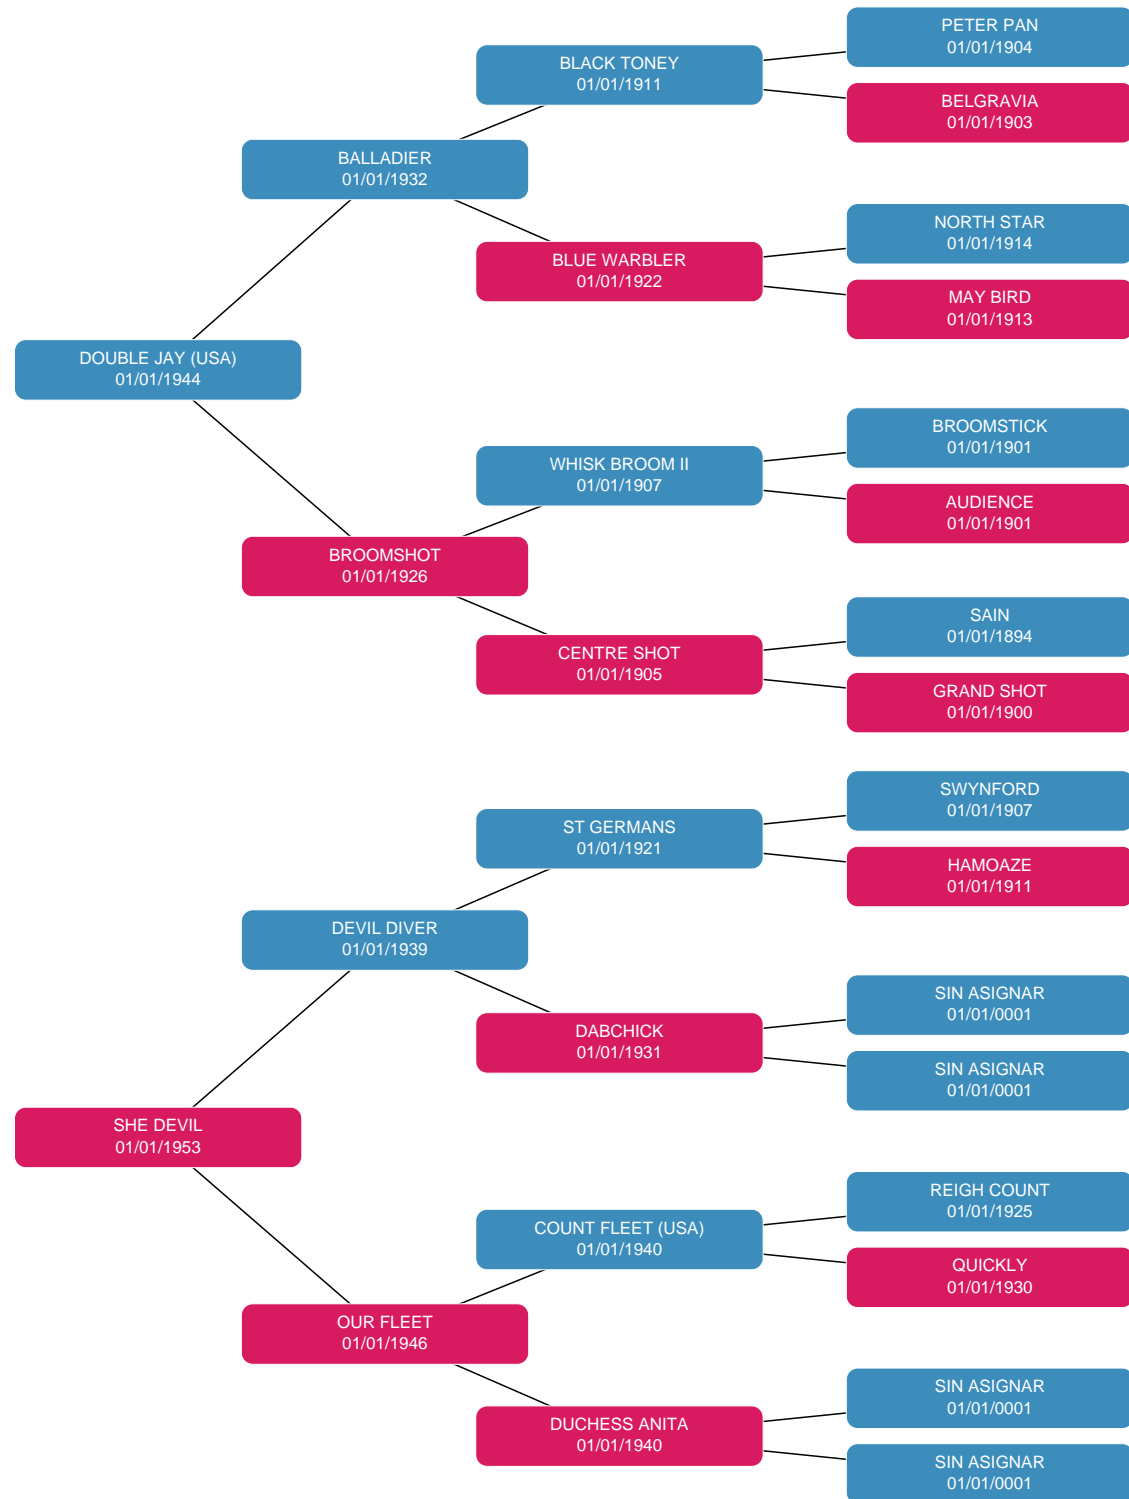 PETER PAN
01/01/1904
BLACK TONEY
01/01/1911
BELGRAVIA
01/01/1903
BALLADIER
01/01/1932
NORTH STAR
01/01/1914
BLUE WARBLER
01/01/1922
MAY BIRD
01/01/1913
DOUBLE JAY (USA)
01/01/1944
BROOMSTICK
01/01/1901
WHISK BROOM II
01/01/1907
AUDIENCE
01/01/1901
BROOMSHOT
01/01/1926
SAIN
01/01/1894
CENTRE SHOT
01/01/1905
GRAND SHOT
01/01/1900
SWYNFORD
01/01/1907
ST GERMANS
01/01/1921
HAMOAZE
01/01/1911
DEVIL DIVER
01/01/1939
SIN ASIGNAR
01/01/0001
DABCHICK
01/01/1931
SIN ASIGNAR
01/01/0001
SHE DEVIL
01/01/1953
REIGH COUNT
01/01/1925
COUNT FLEET (USA)
01/01/1940
QUICKLY
01/01/1930
OUR FLEET
01/01/1946
SIN ASIGNAR
01/01/0001
DUCHESS ANITA
01/01/1940
SIN ASIGNAR
01/01/0001